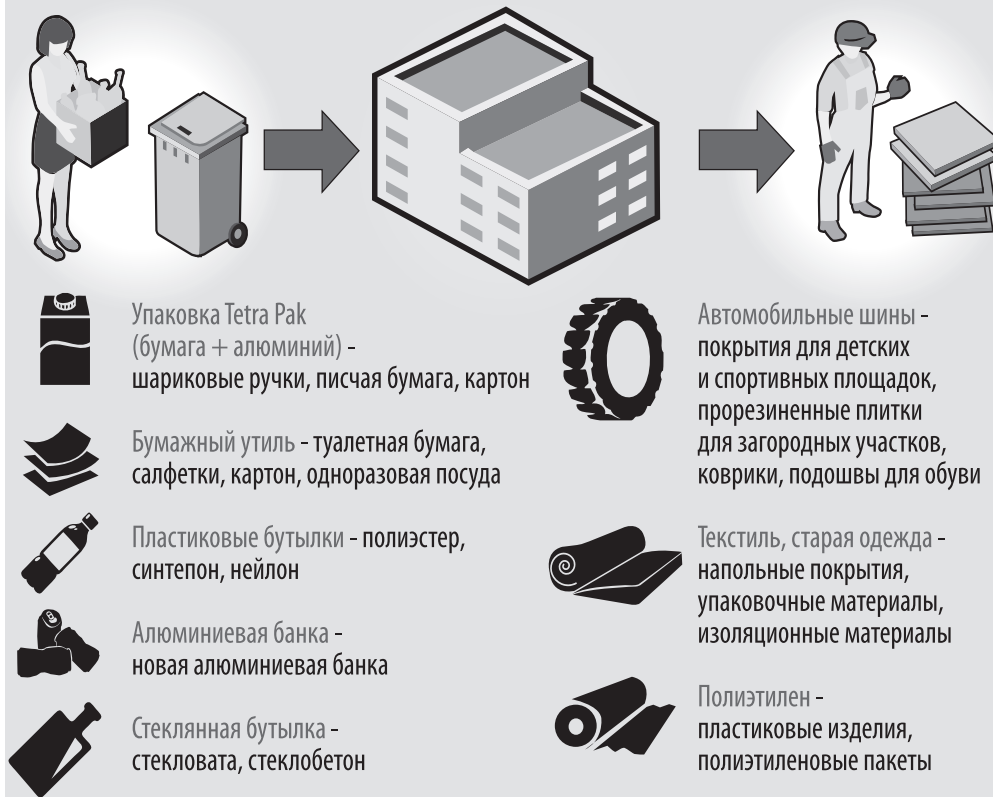 Упаковка Tetra Pak
(бумага + алюминий) -
шариковые ручки, писчая бумага, картон
Бумажный утиль - туалетная бумага,
салфетки, картон, одноразовая посуда
Пластиковые бутылки - полиэстер,
синтепон, нейлон
Алюминиевая банка -
новая алюминиевая банка
Стеклянная бутылка -
стекловата, стеклобетон
Автомобильные шины -
покрытия для детских
и спортивных площадок,
прорезиненные плитки
для загородных участков,
коврики, подошвы для обуви
Текстиль, старая одежда -
напольные покрытия,
упаковочные материалы,
изоляционные материалы
Полиэтилен -
пластиковые изделия,
полиэтиленовые пакеты